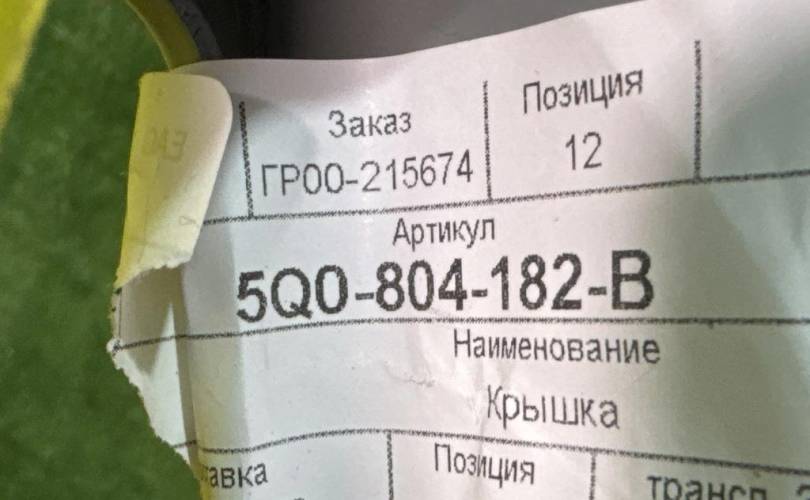 Заказ
Позиция
ГР00-215674
12
Артикул
5Q0-804-182-B
Наименование
Крышка
Позиция